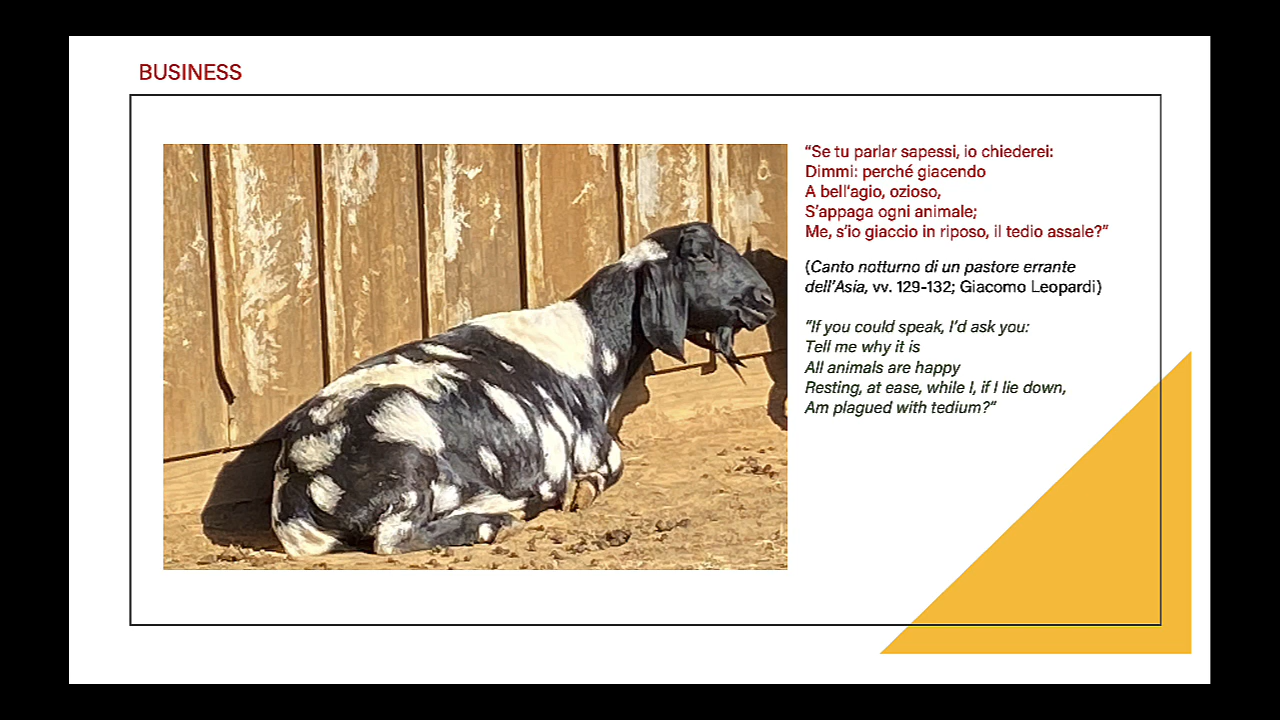 BUSINESS
“Se tu parlar sapessi, io chiederei:
Dimmi: perché giacendo
A bell’agio, ozioso,
S’appaga ogni animale;
Me, s’io giaccio in riposo, il tedio assale?”
(Canto notturno di un pastore errante
dell’Asia, vv. 129-132; Giacomo Leopardi)
“If you could speak, I’d ask you:
Tell me why it is
All animals are happy
Resting, at ease, while I, if I lie down,
Am plagued with tedium?”